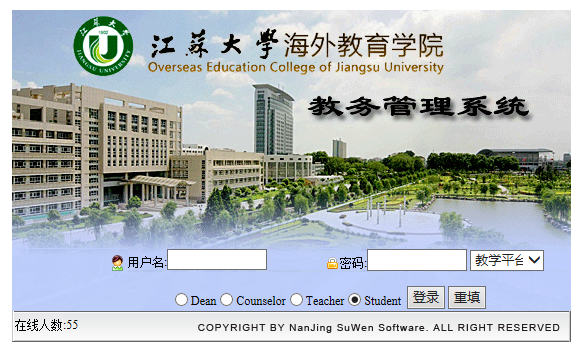 江苏大学海外教育学院
Overseas Education College of Jiangsu University
教务管理系统
用户名: 密码: 教学平台
Dean Counselor Teacher Student 登录 重填
在线人数:55 COPYRIGHT BY NanJing SuWen Software. ALL RIGHT RESERVED